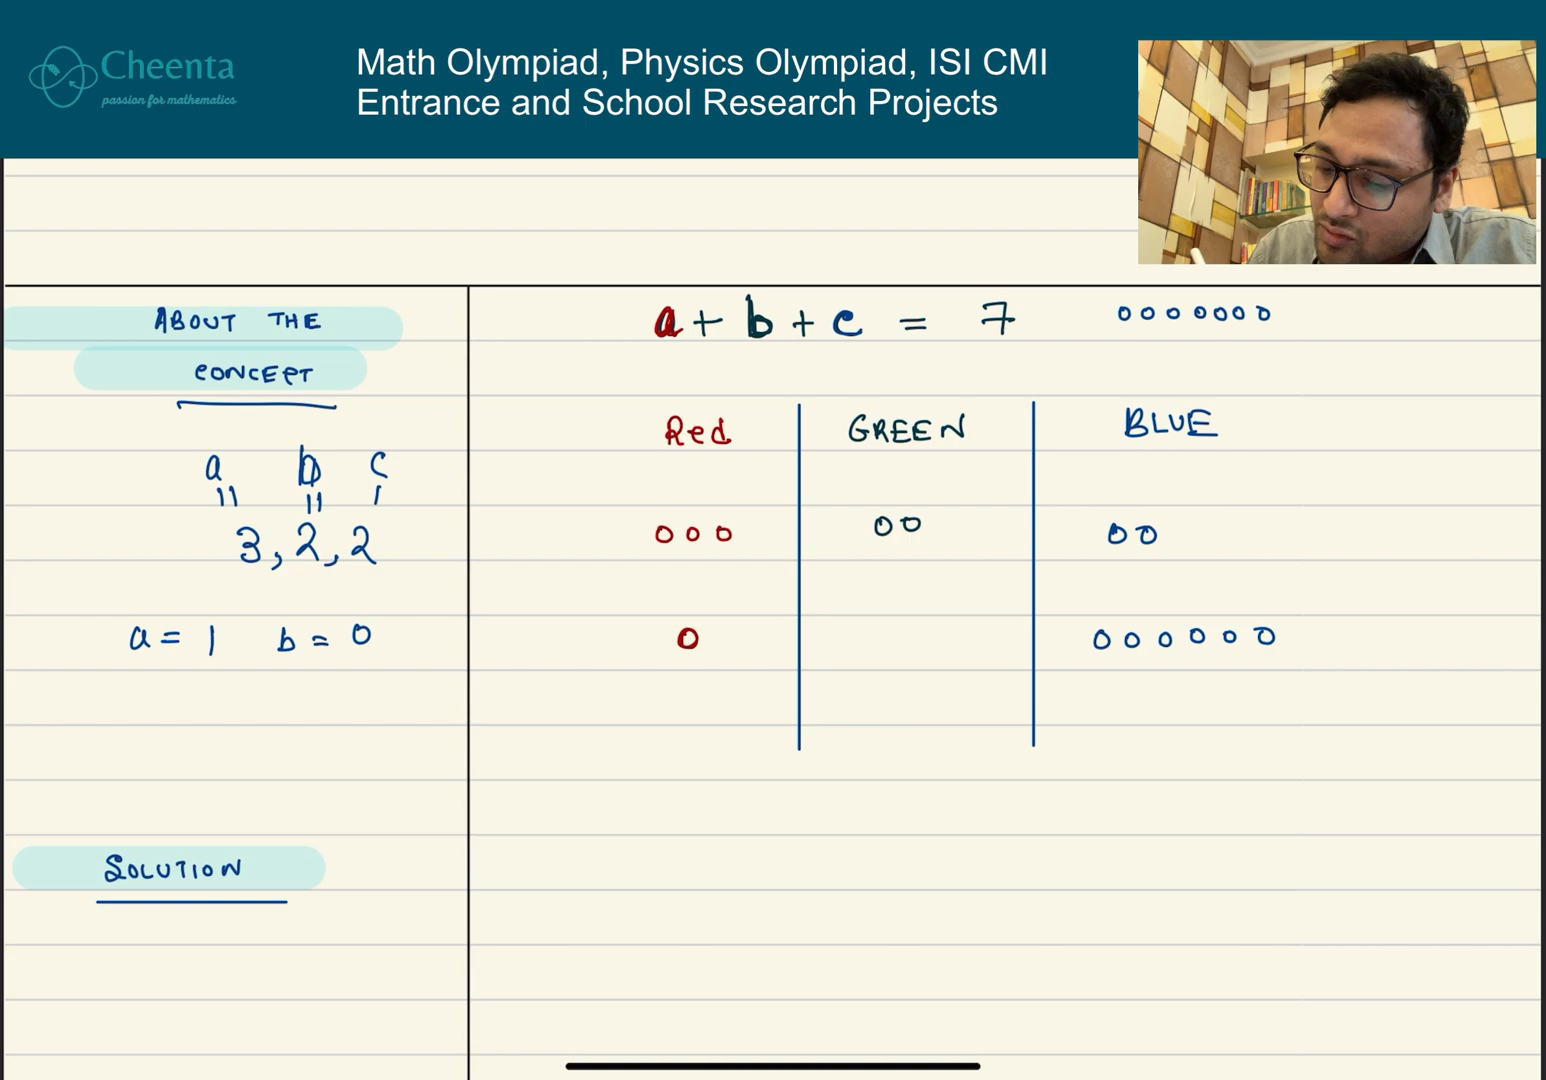 Cheenta
passion for mathematics
Math Olympiad, Physics Olympiad, ISI CMI
Entrance and School Research Projects
ABOUT THE
CONCEPT
a b c
= = =
3, 2, 2
a = 1 b = 0
SOLUTION
a + b + c = 7 0000000
Red GREEN BLUE
000 00 00
0 000000